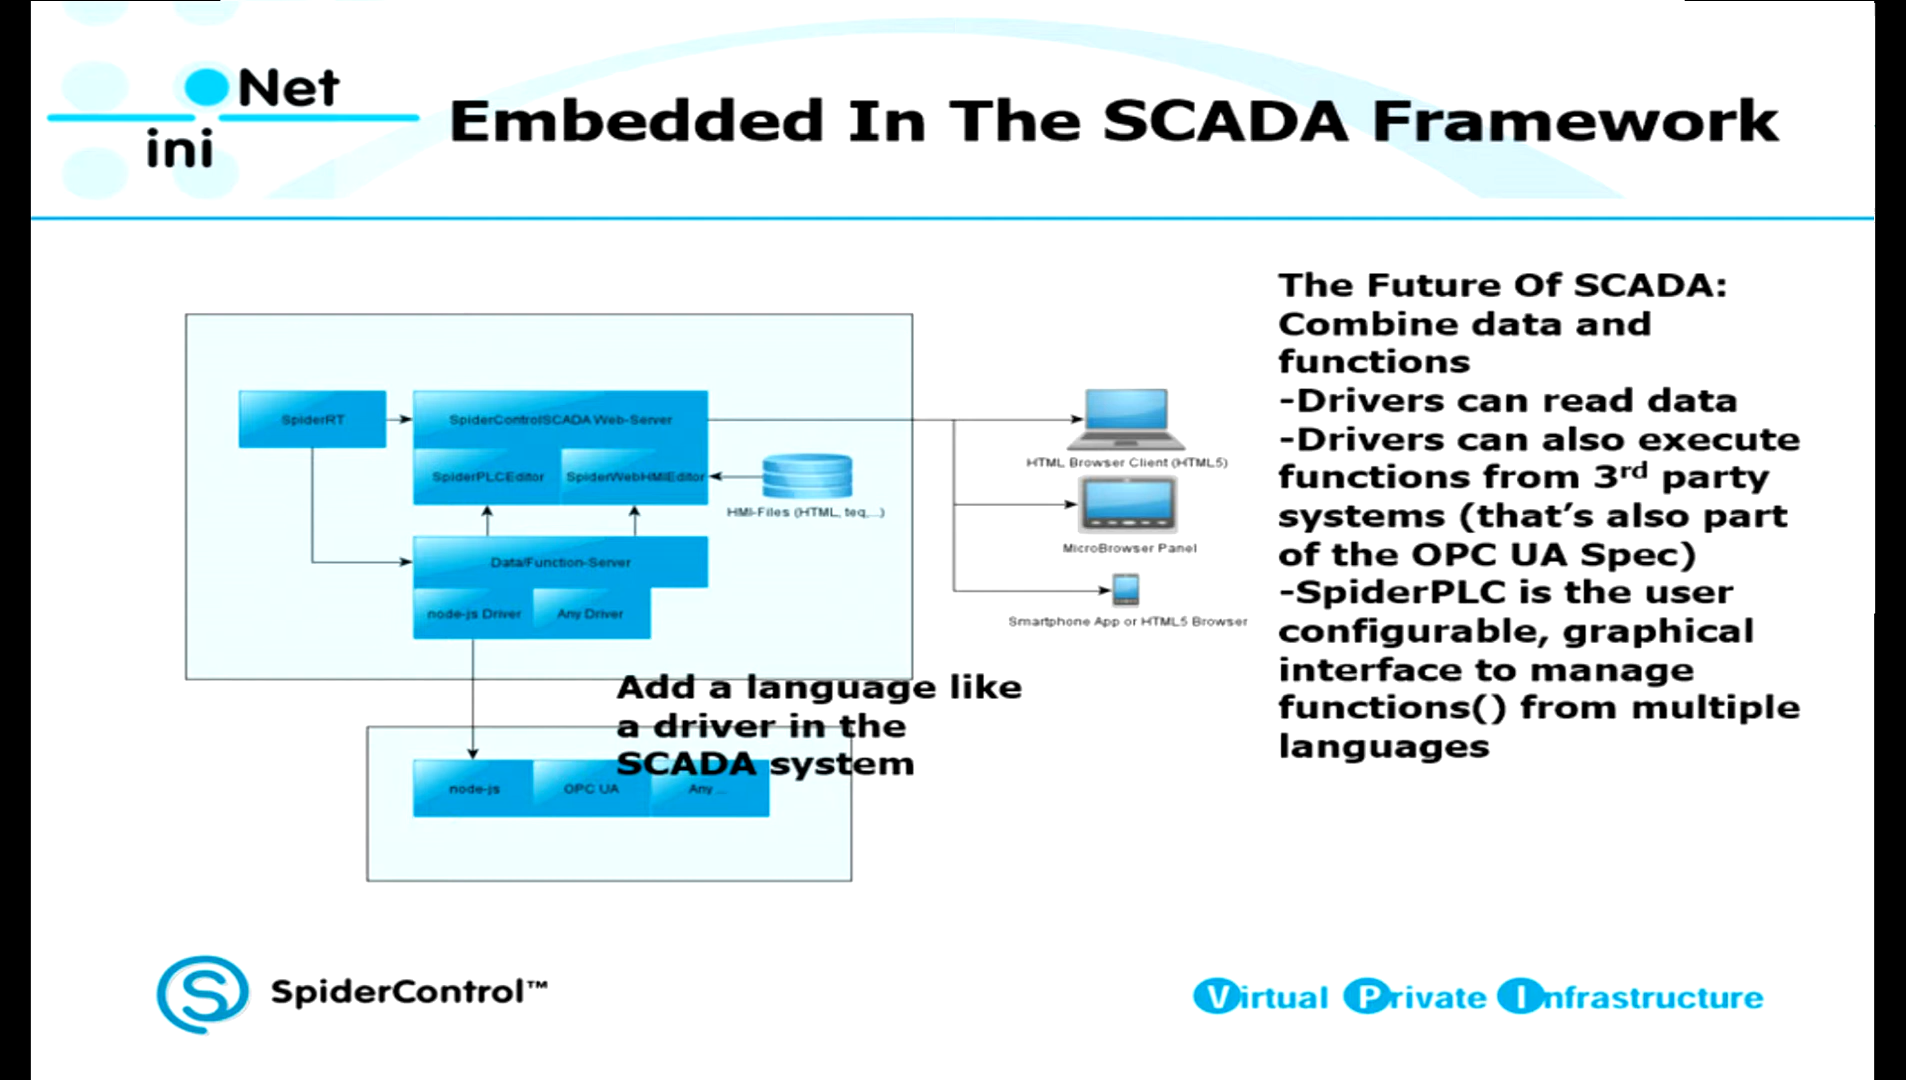 Net
ini
Embedded In The SCADA Framework
The Future Of SCADA:
Combine data and
functions
-Drivers can read data
-Drivers can also execute
functions from 3rd party
systems (that's also part
of the OPC UA Spec)
-SpiderPLC is the user
configurable, graphical
interface to manage
functions() from multiple
languages
SpiderRT
SpiderControlSCADA Web-Server
SpiderPLCEditor
SpiderWebHMIEditor
HMI-Files (HTML, teq,...)
Data/Function-Server
node-js Driver
Any Driver
HTML Browser Client (HTML5)
MicroBrowser Panel
Smartphone App or HTML5 Browser
Add a language like
a driver in the
SCADA system
node-js
OPC UA
Any ...
SpiderControl™
Virtual Private Infrastructure